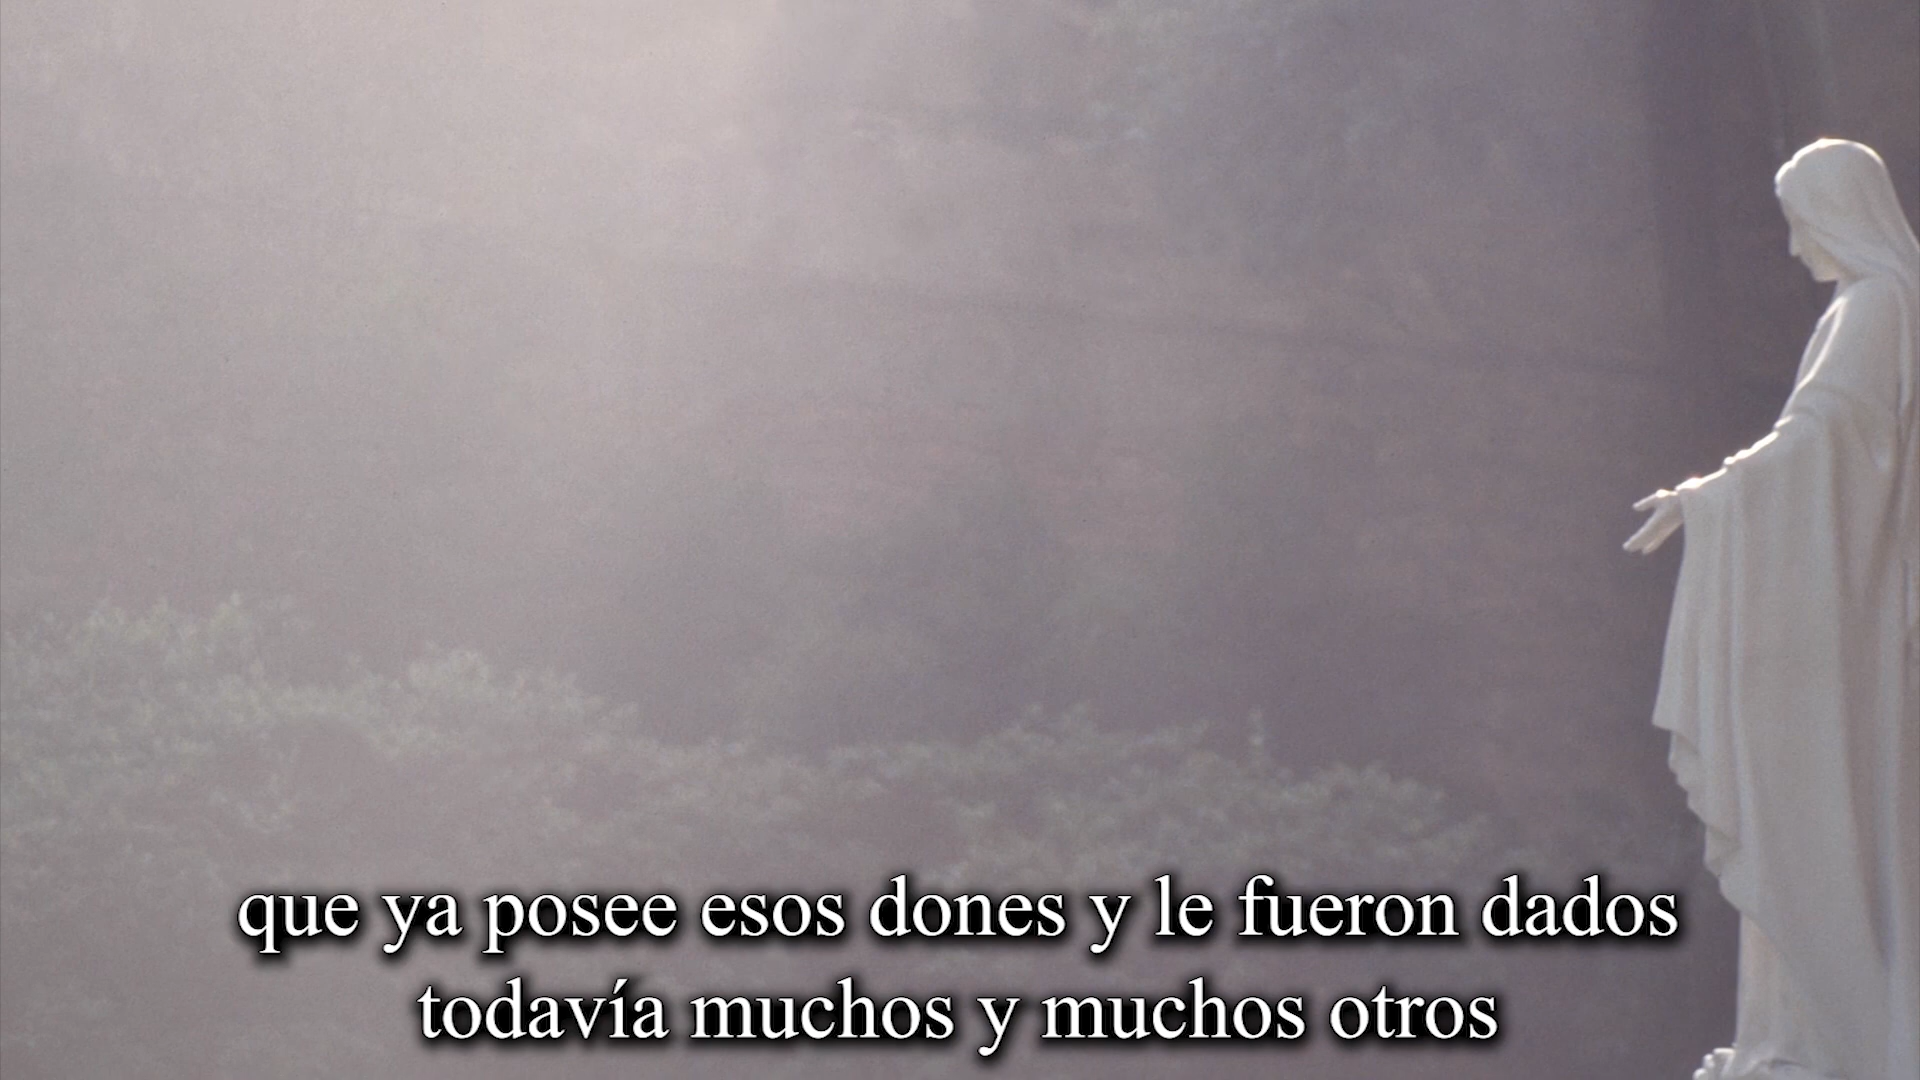 que ya posee esos dones y le fueron dados
todavía muchos y muchos otros